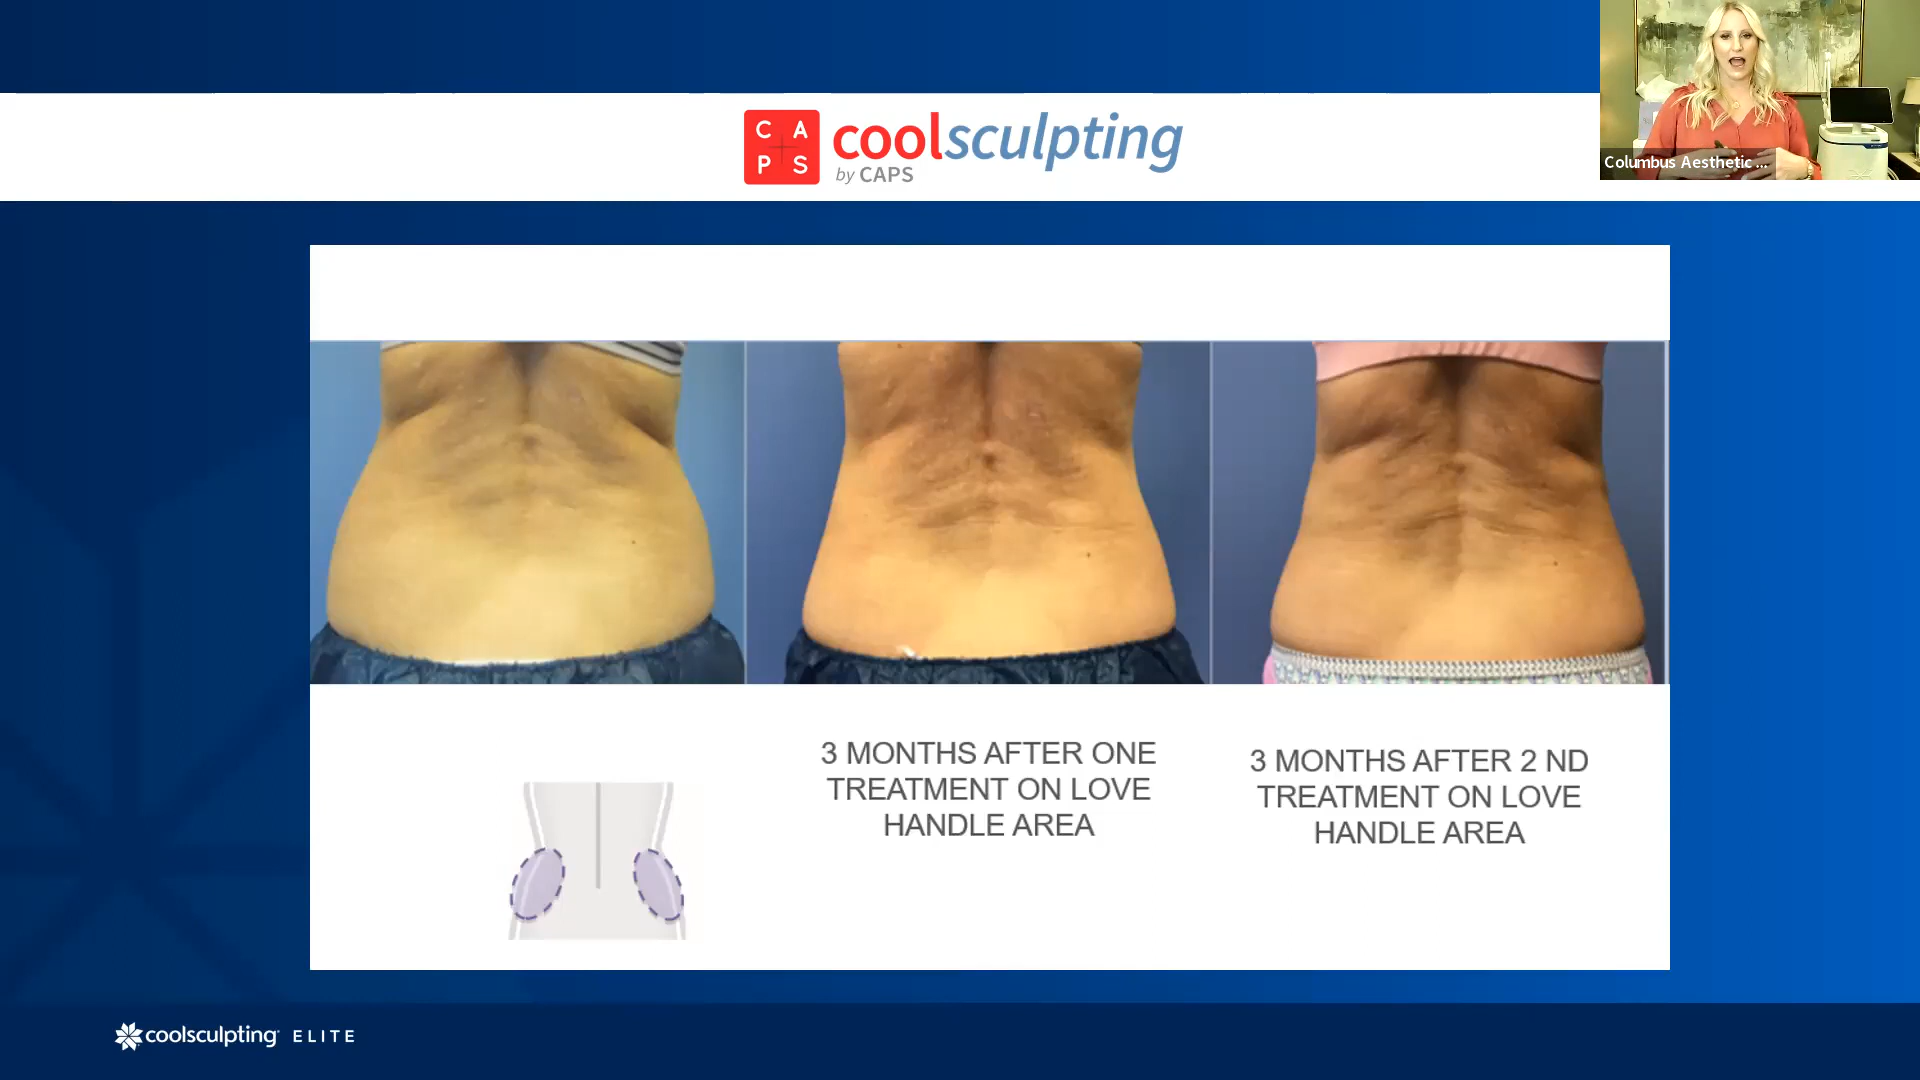 C A
P S
coolsculpting
by CAPS
Columbus Aesthetic ...
3 MONTHS AFTER ONE
TREATMENT ON LOVE
HANDLE AREA
3 MONTHS AFTER 2 ND
TREATMENT ON LOVE
HANDLE AREA
coolsculpting ELITE